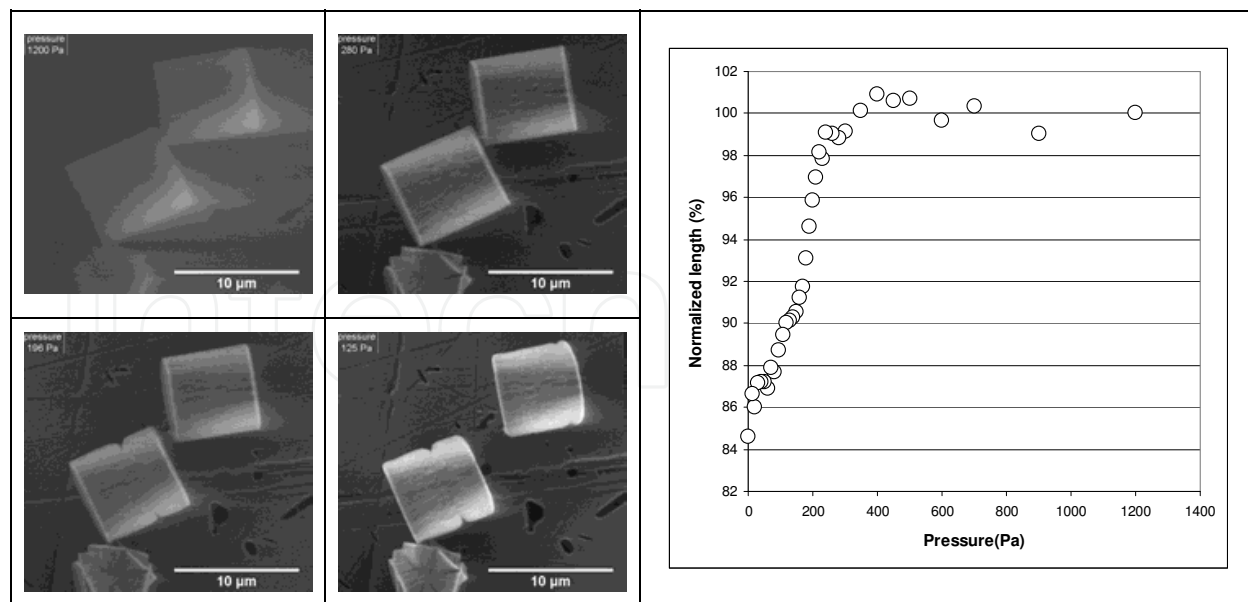 pressure
1200 Pa
10 µm
pressure
280 Pa
10 µm
pressure
196 Pa
10 µm
pressure
125 Pa
10 µm
102
100
98
96
94
92
90
88
86
84
82
Normalized length (%)
0 200 400 600 800 1000 1200 1400
Pressure(Pa)